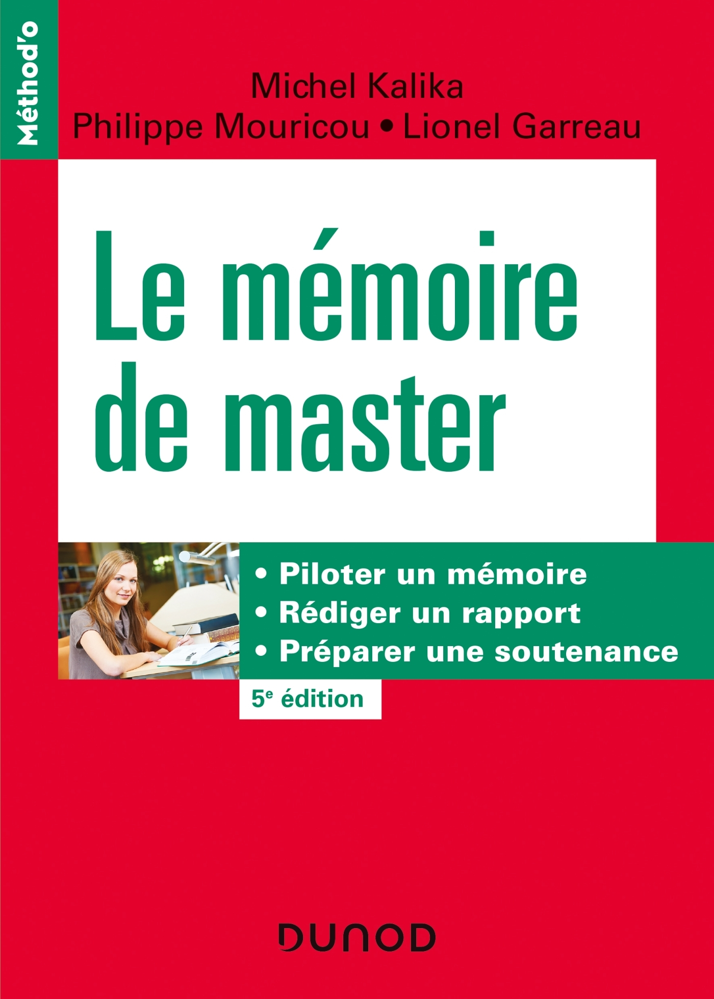 Méthod'o
Michel Kalika
Philippe Mouricou • Lionel Garreau
Le mémoire
de master
• Piloter un mémoire
• Rédiger un rapport
• Préparer une soutenance
5e édition
DUNOD